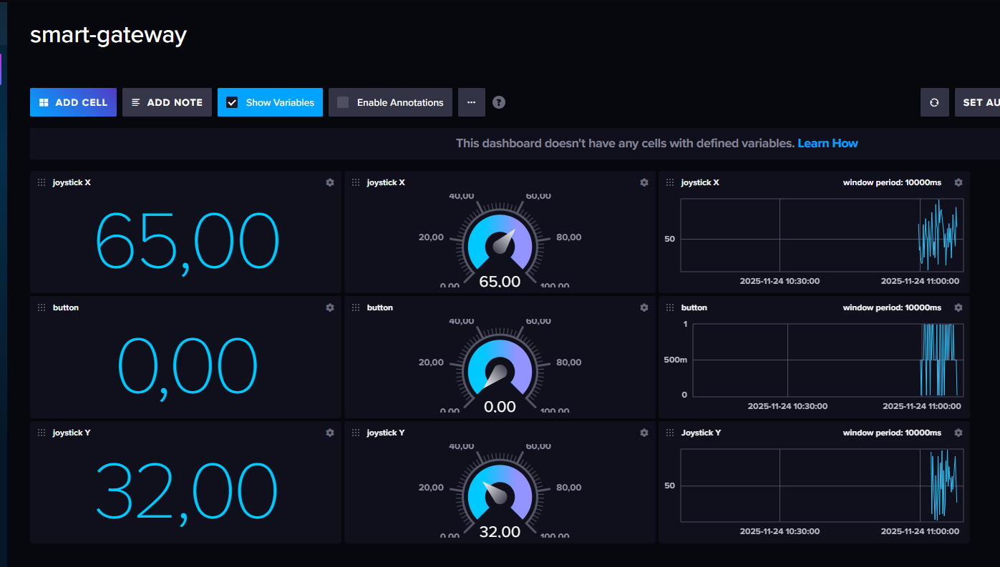 smart-gateway
ADD CELL
ADD NOTE
Show Variables
Enable Annotations
?
SET AU
This dashboard doesn't have any cells with defined variables. Learn How
joystick X
65,00
joystick X
40,00
60,00
20,00
80,00
0,00
65,00
100,00
joystick X
window period: 10000ms
50
2025-11-24 10:30:00
2025-11-24 11:00:00
button
0,00
button
40,00
60,00
20,00
80,00
0,00
0,00
100,00
button
window period: 10000ms
1
500m
0
2025-11-24 10:30:00
2025-11-24 11:00:00
joystick Y
32,00
joystick Y
40,00
60,00
20,00
80,00
0,00
32,00
100,00
Joystick Y
window period: 10000ms
50
2025-11-24 10:30:00
2025-11-24 11:00:00